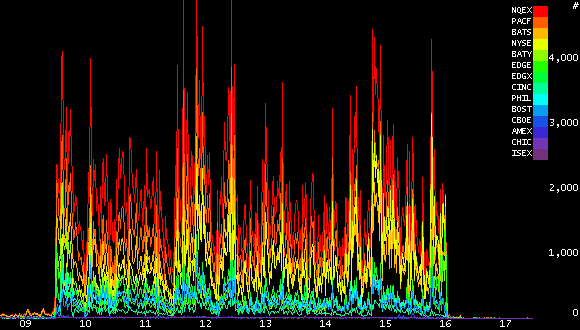 #
NQEX
PACF
BATS
NYSE
BATY
EDGE
EDGX
CINC
PHIL
BOST
CBOE
AMEX
CHIC
ISEX
4,000
3,000
2,000
1,000
0
09 10 11 12 13 14 15 16 17